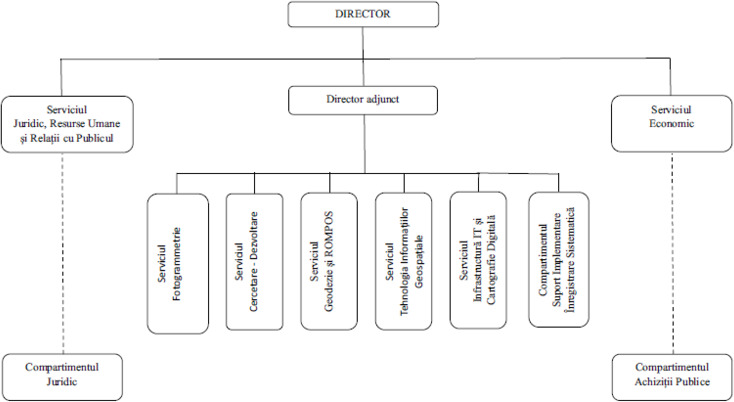 DIRECTOR
Serviciul
Juridic, Resurse Umane
și Relații cu Publicul
Director adjunct
Serviciul
Economic
Serviciul
Fotogrammetrie
Serviciul
Cercetare - Dezvoltare
Serviciul
Geodezie și ROMPOS
Serviciul
Tehnologia Informațiilor
Geospațiale
Serviciul
Infrastructură IT și
Cartografie Digitală
Compartimentul
Suport Implementare
Înregistrare Sistematică
Compartimentul
Juridic
Compartimentul
Achiziții Publice